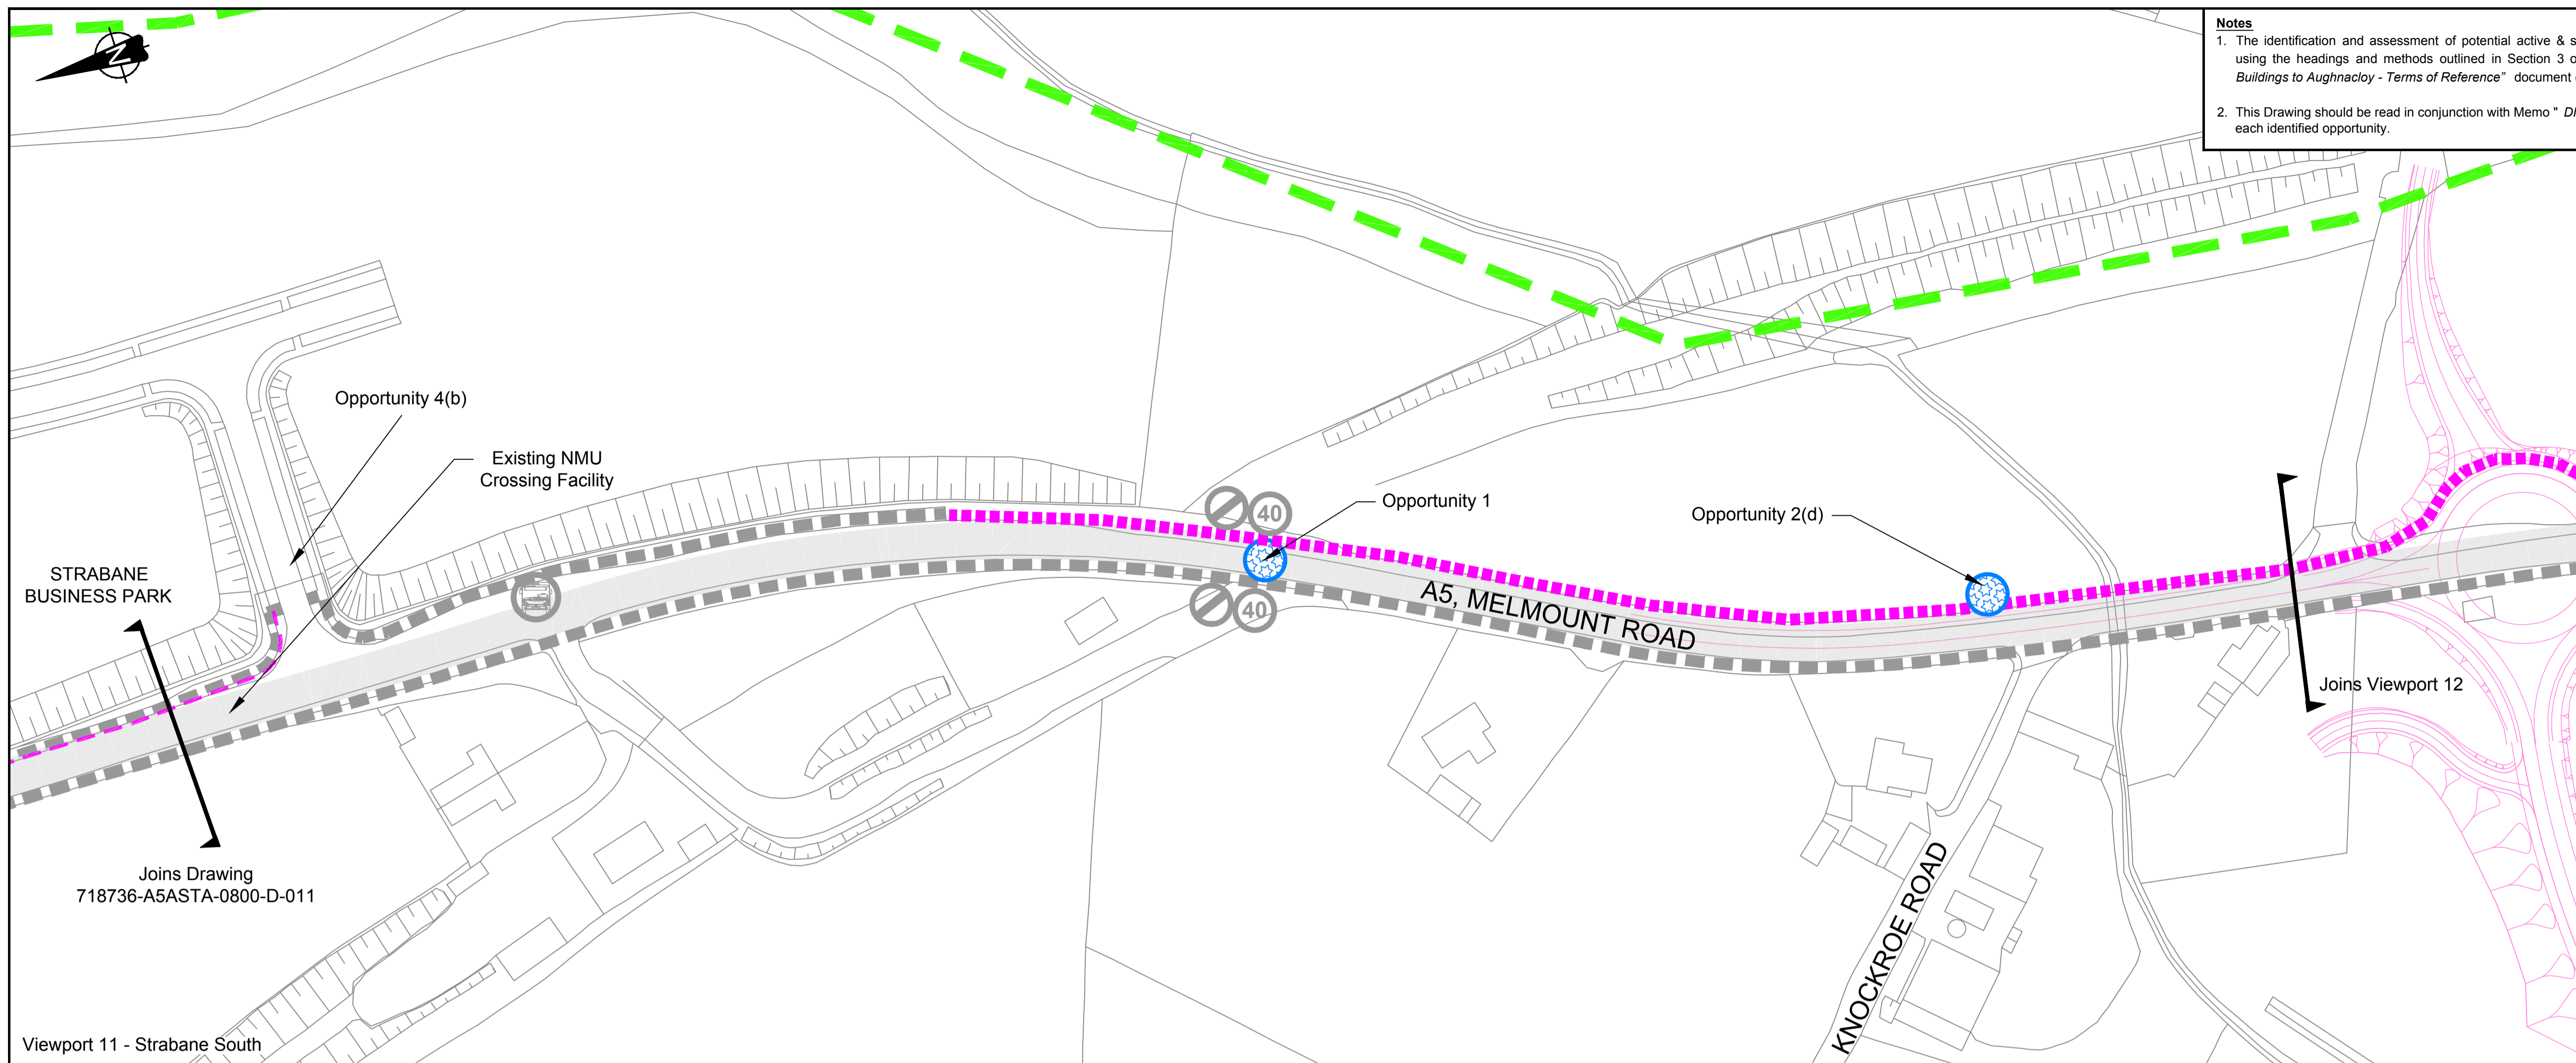 Notes
1. The identification and assessment of potential active & s
using the headings and methods outlined in Section 3 o
Buildings to Aughnacloy - Terms of Reference” document
2. This Drawing should be read in conjunction with Memo "
each identified opportunity.
N
Opportunity 4(b)
Existing NMU
Crossing Facility
Opportunity 1
40
Opportunity 2(d)
STRABANE
BUSINESS PARK
40
A5, MELMOUNT ROAD
Joins Viewport 12
Joins Drawing
718736-A5ASTA-0800-D-011
KNOCKROE ROAD
Viewport 11 - Strabane South